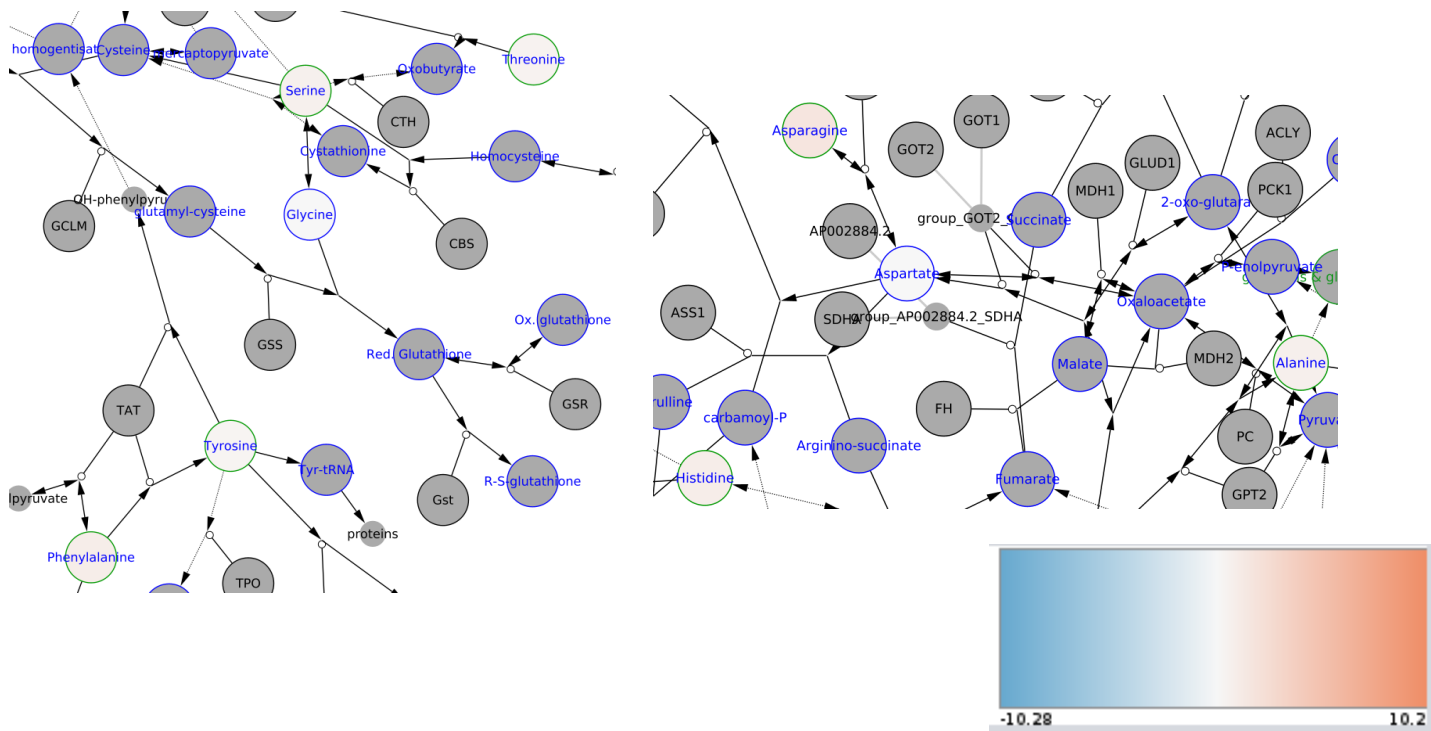 homogentisat
Cysteine
mercaptopyruvate
Oxobutyrate
Threonine
Serine
CTH
Cystathionine
Homocysteine
OH-phenylpyru
glutamyl-cysteine
GCLM
Glycine
CBS
GSS
Ox. glutathione
Red. Glutathione
GSR
TAT
Tyrosine
Tyr-tRNA
R-S-glutathione
Gst
lpyruvate
proteins
Phenylalanine
TPO
Asparagine
GOT1
GOT2
ACLY
GLUD1
MDH1
PCK1
2-oxo-glutara
group_GOT2_
Succinate
AP002884.2
Aspartate
P-enolpyruvate
Oxaloacetate
ASS1
SDHA
group_AP002884.2_SDHA
MDH2
Malate
Alanine
rulline
carbamoyl-P
FH
Pyruva
PC
Arginino-succinate
Histidine
Fumarate
GPT2
-10.28
10.2